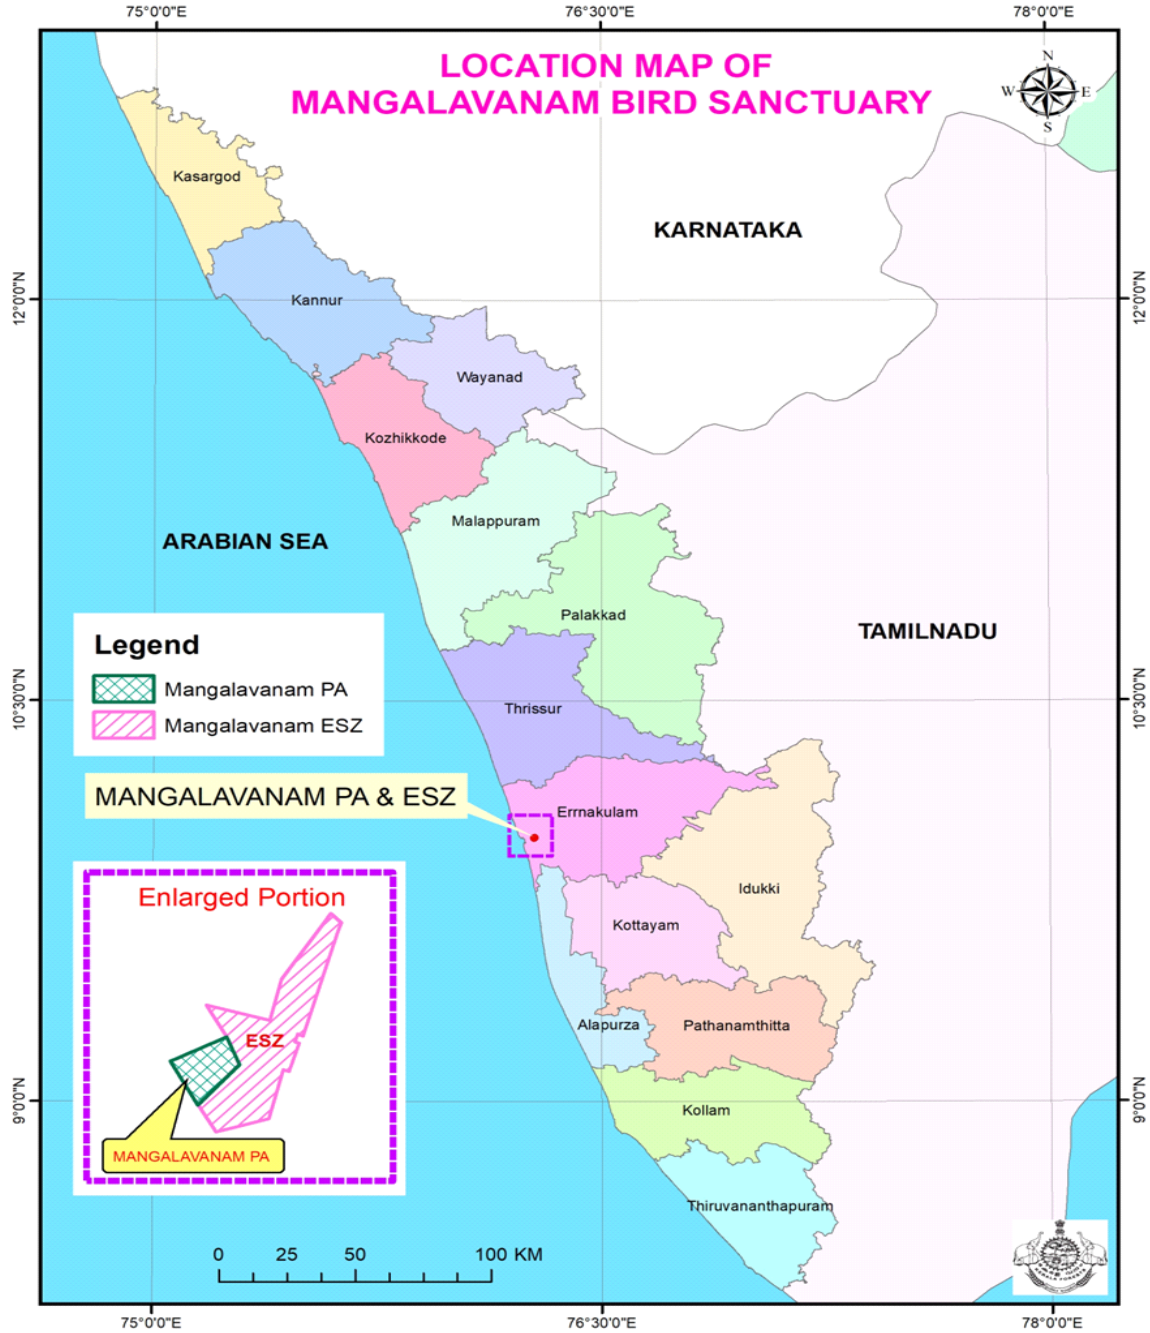 75°0'0"E 76°30'0"E 78°0'0"E
LOCATION MAP OF
MANGALAVANAM BIRD SANCTUARY
N
W E
S
Kasargod
KARNATAKA
12°0'0"N 12°0'0"N
Kannur
Wayanad
Kozhikkode
Malappuram
ARABIAN SEA
Palakkad
TAMILNADU
Legend
Mangalavanam PA
Mangalavanam ESZ
10°30'0"N 10°30'0"N
Thrissur
MANGALAVANAM PA & ESZ
Errnakulam
Idukki
Enlarged Portion
Kottayam
Alapurza
Pathanamthitta
ESZ
9°0'0"N 9°0'0"N
Kollam
MANGALAVANAM PA
Thiruvananthapuram
0 25 50 100 KM
75°0'0"E 76°30'0"E 78°0'0"E